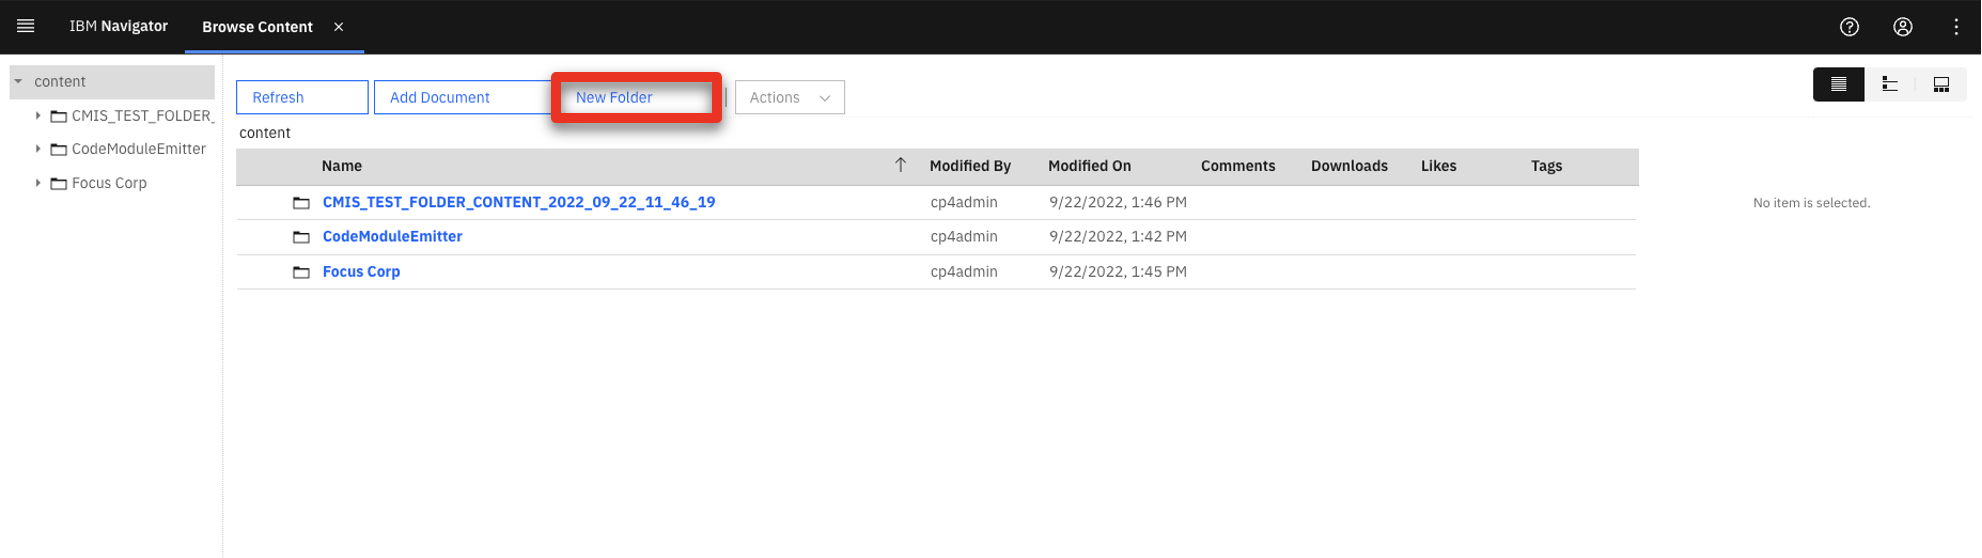 IBM Navigator Browse Content ×
content
CMIS_TEST_FOLDER_
CodeModuleEmitter
Focus Corp
Refresh Add Document New Folder Actions
content
Name Modified By Modified On Comments Downloads Likes Tags
CMIS_TEST_FOLDER_CONTENT_2022_09_22_11_46_19 cp4admin 9/22/2022, 1:46 PM
CodeModuleEmitter cp4admin 9/22/2022, 1:42 PM
Focus Corp cp4admin 9/22/2022, 1:45 PM
No item is selected.